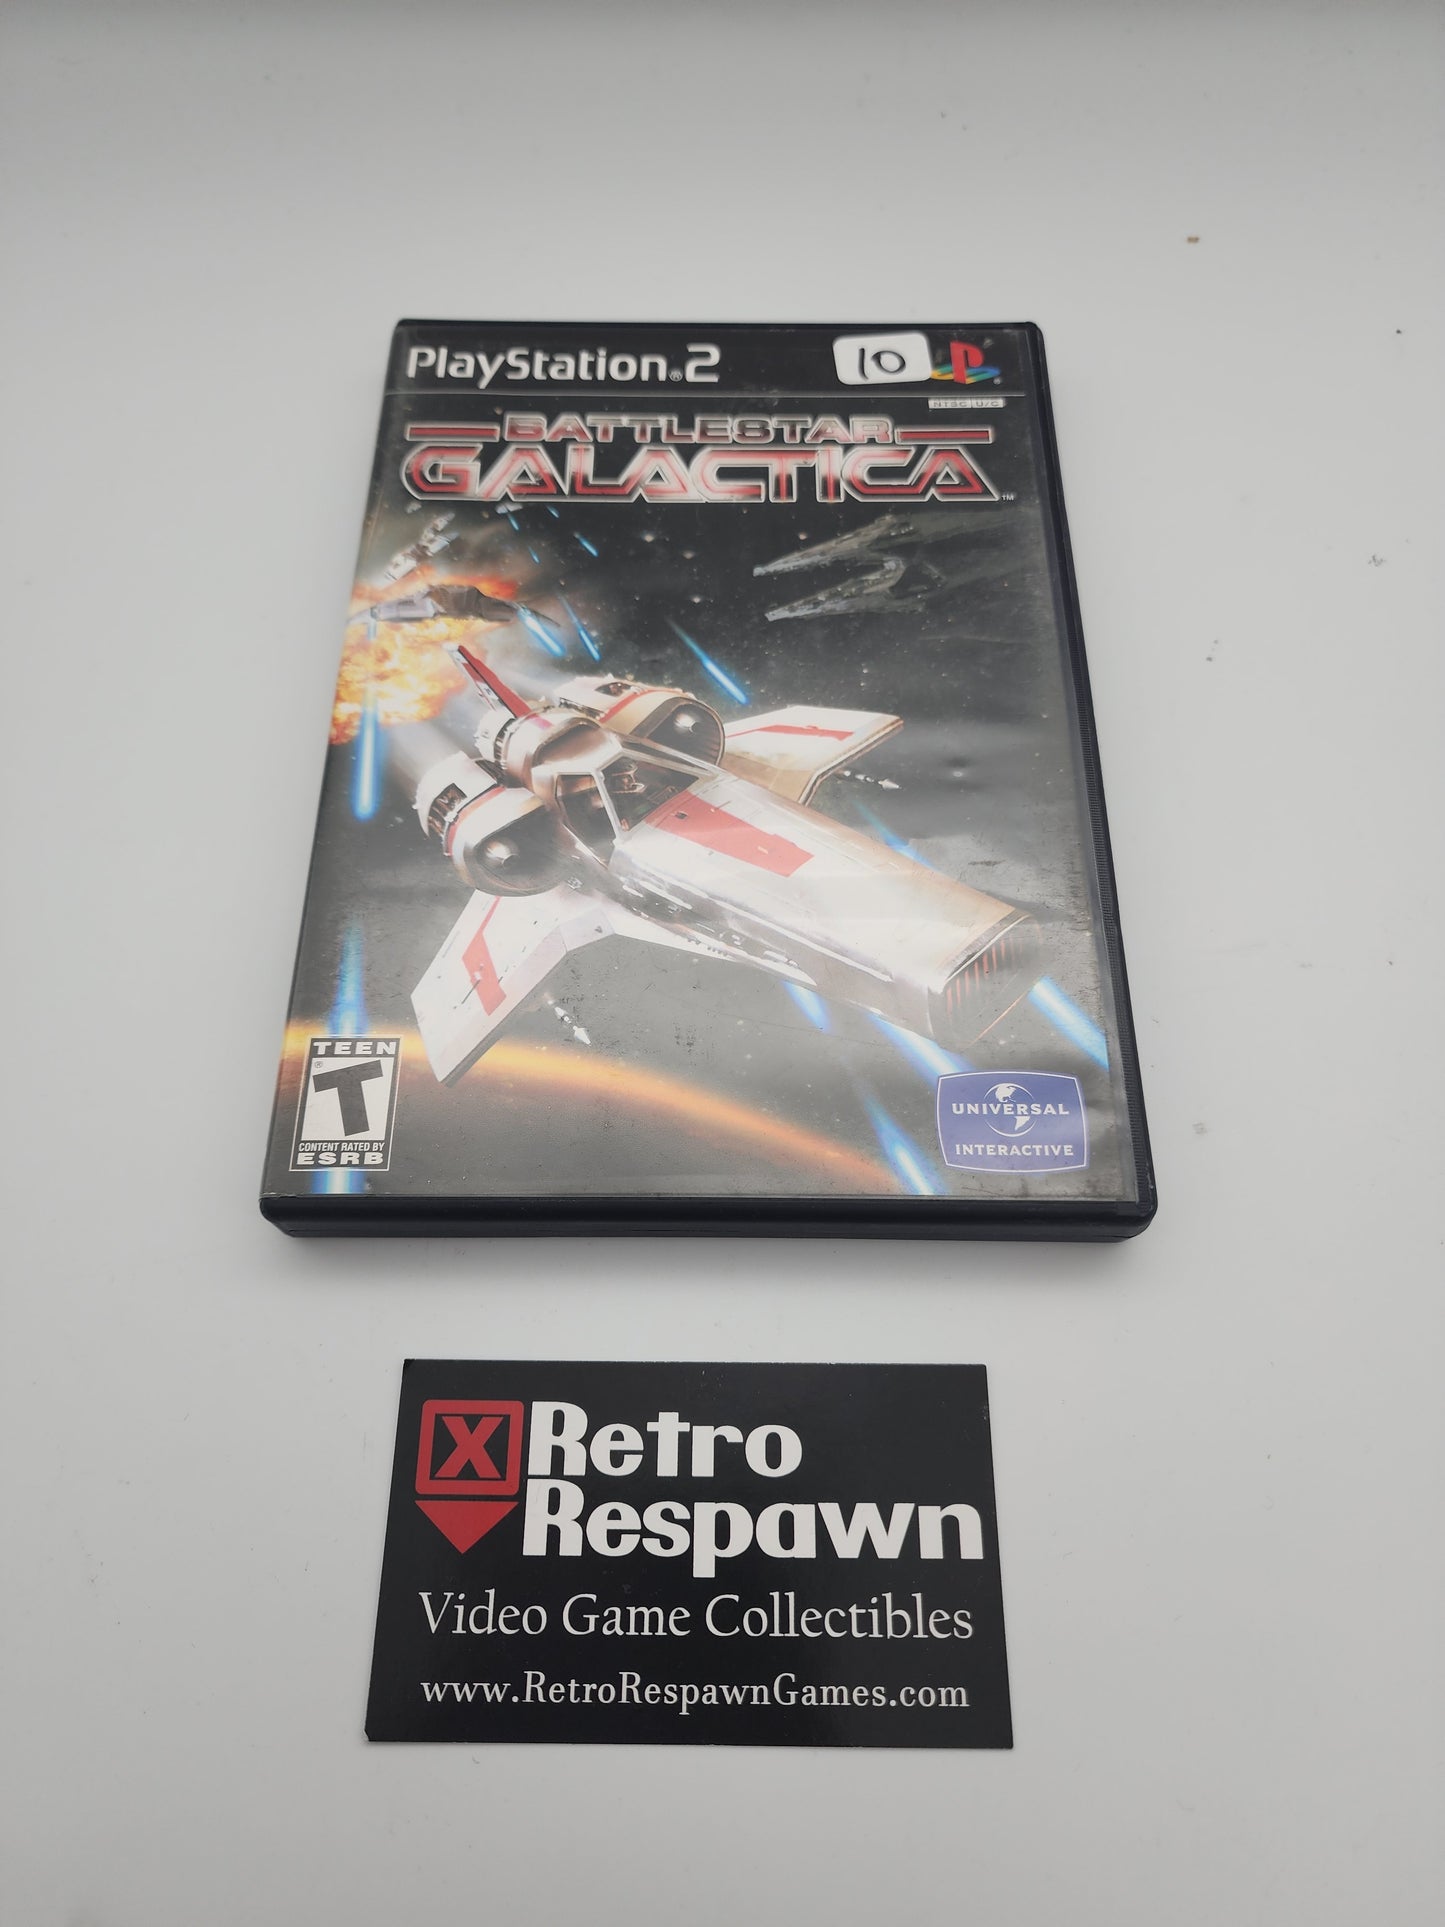 PlayStation®2
10
NTSC U/C
BATTLESTAR
GALACTICA™
TEEN
T
®
CONTENT RATED BY
ESRB
UNIVERSAL
INTERACTIVE
X Retro
Respawn
Video Game Collectibles
www.RetroRespawnGames.com